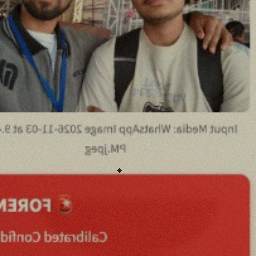 Input Media: WhatsApp Image 2026-11-03 at 9.
PM.jpeg
FOREN
Calibrated Confid